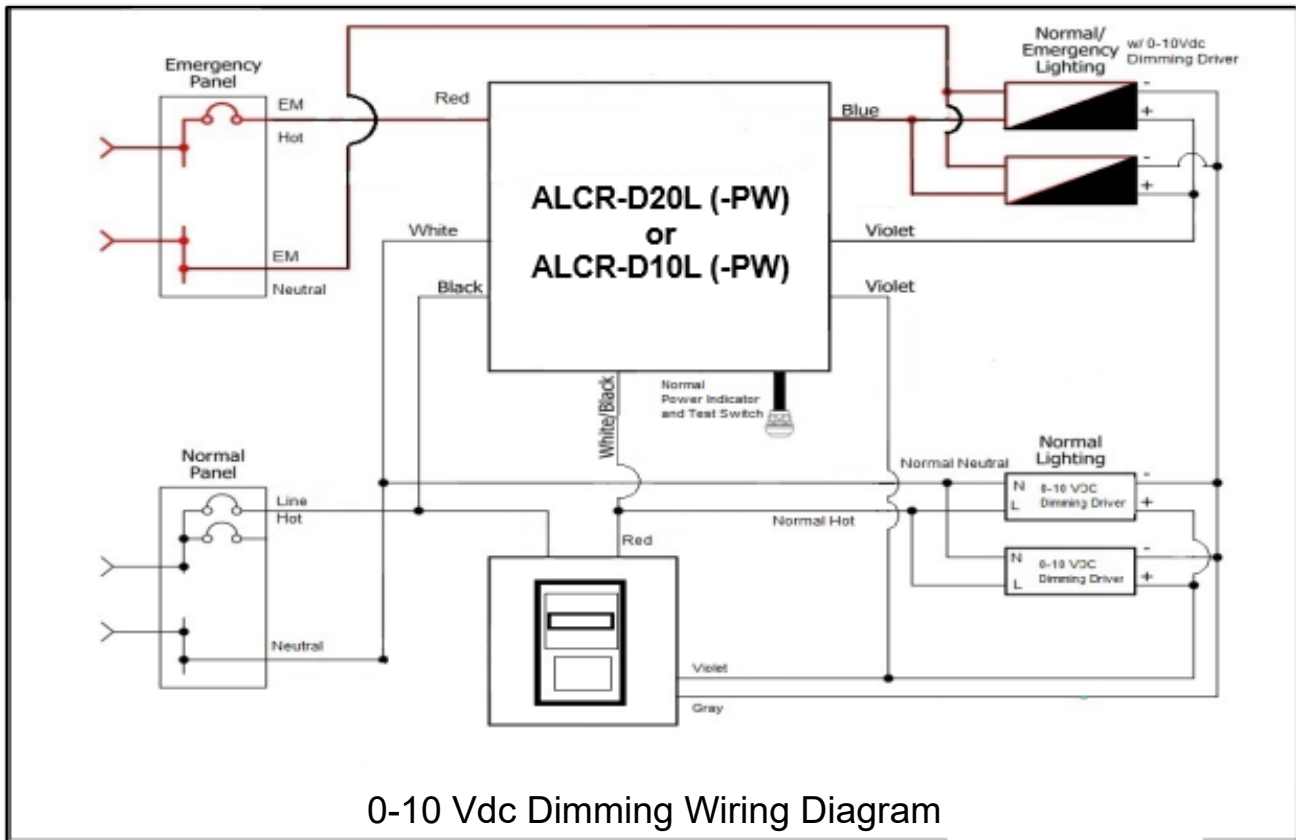 Emergency
Panel
EM
Hot
Red
EM
Neutral
White
Black
ALCR-D20L (-PW)
or
ALCR-D10L (-PW)
Blue
Violet
Violet
Normal/
Emergency
Lighting
w/ 0-10Vdc
Dimming Driver
-
+
-
+
White/Black
Normal
Power Indicator
and Test Switch
Normal
Panel
Line
Hot
Neutral
Red
Normal Neutral
Normal Hot
Normal
Lighting
N
L
0-10 VDC
Dimming Driver
-
+
N
L
0-10 VDC
Dimming Driver
-
+
Violet
Gray
0-10 Vdc Dimming Wiring Diagram